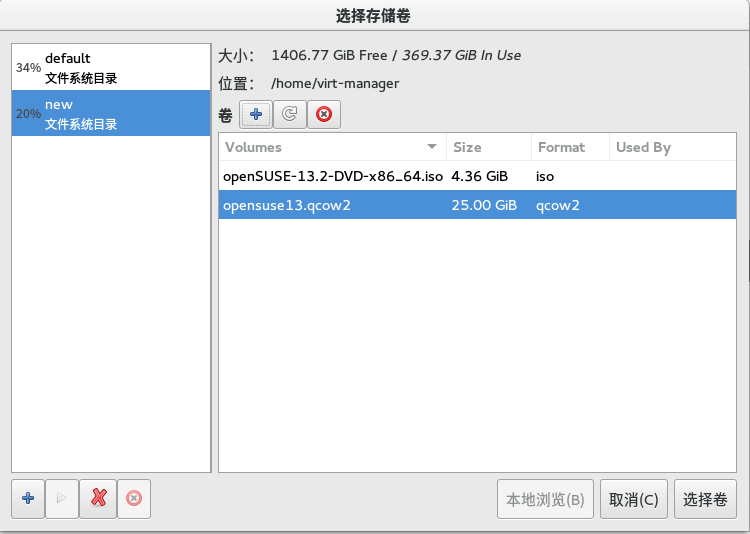 选择存储卷
34% default
文件系统目录
20% new
文件系统目录
大小： 1406.77 GiB Free / 369.37 GiB In Use
位置： /home/virt-manager
卷
Volumes Size Format Used By
openSUSE-13.2-DVD-x86_64.iso 4.36 GiB iso
opensuse13.qcow2 25.00 GiB qcow2
本地浏览(B) 取消(C) 选择卷